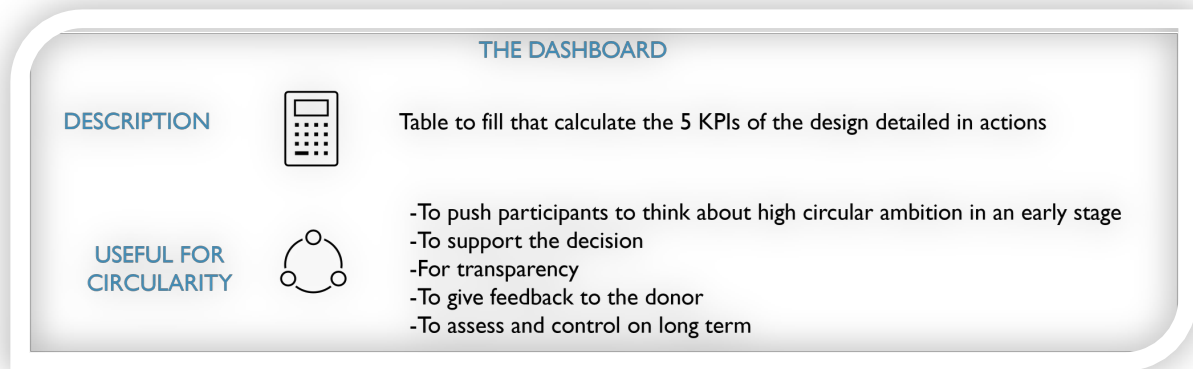 THE DASHBOARD
DESCRIPTION
Table to fill that calculate the 5 KPIs of the design detailed in actions
USEFUL FOR
CIRCULARITY
-To push participants to think about high circular ambition in an early stage
-To support the decision
-For transparency
-To give feedback to the donor
-To assess and control on long term